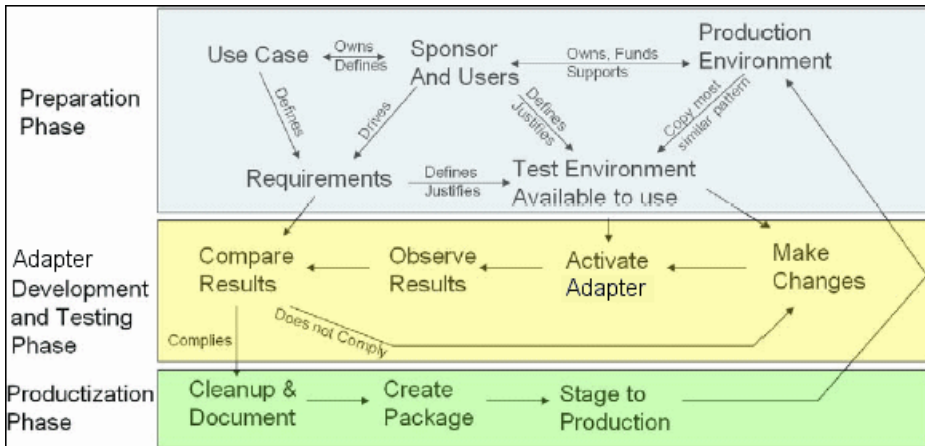 Preparation
Phase
Use Case
Owns
Defines
Sponsor
And Users
Owns, Funds
Supports
Production
Environment
Defines
Drives
Defines
Justifies
Copy most
similar pattern
Requirements
Defines
Justifies
Test Environment
Available to use
Adapter
Development
and Testing
Phase
Compare
Results
Observe
Results
Activate
Adapter
Make
Changes
Complies
Does not Comply
Productization
Phase
Cleanup &
Document
Create
Package
Stage to
Production